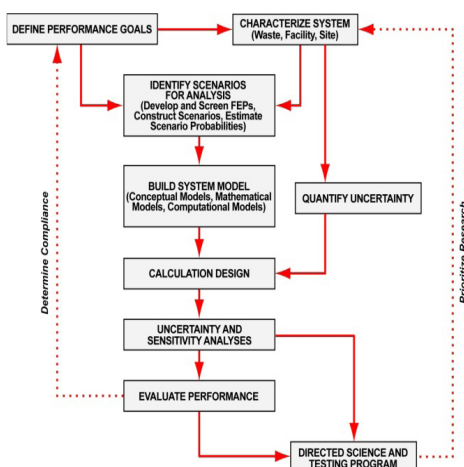 DEFINE PERFORMANCE GOALS
CHARACTERIZE SYSTEM
(Waste, Facility, Site)
IDENTIFY SCENARIOS
FOR ANALYSIS
(Develop and Screen FEPs,
Construct Scenarios, Estimate
Scenario Probabilities)
BUILD SYSTEM MODEL
(Conceptual Models, Mathematical
Models, Computational Models)
QUANTIFY UNCERTAINTY
Determine Compliance
Prioritize Research
CALCULATION DESIGN
UNCERTAINTY AND
SENSITIVITY ANALYSES
EVALUATE PERFORMANCE
DIRECTED SCIENCE AND
TESTING PROGRAM